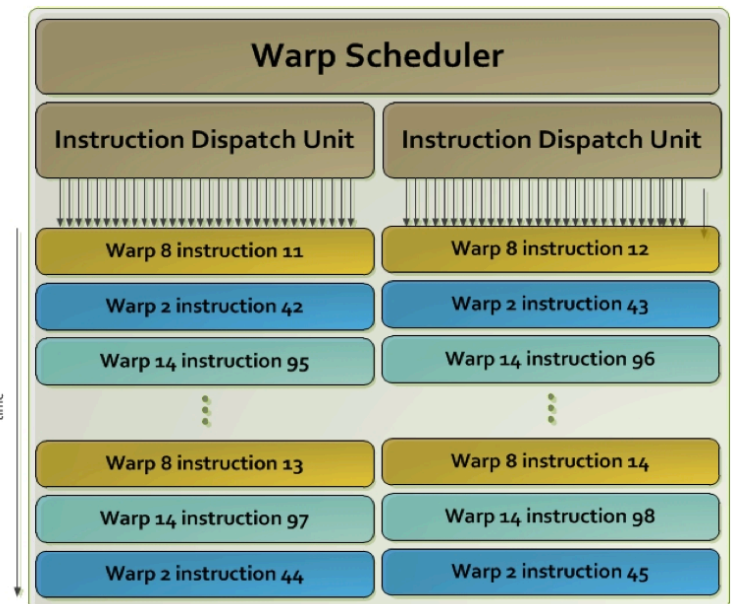 Warp Scheduler
Instruction Dispatch Unit
Instruction Dispatch Unit
Warp 8 instruction 11
Warp 8 instruction 12
Warp 2 instruction 42
Warp 2 instruction 43
Warp 14 instruction 95
Warp 14 instruction 96
time
Warp 8 instruction 13
Warp 8 instruction 14
Warp 14 instruction 97
Warp 14 instruction 98
Warp 2 instruction 44
Warp 2 instruction 45